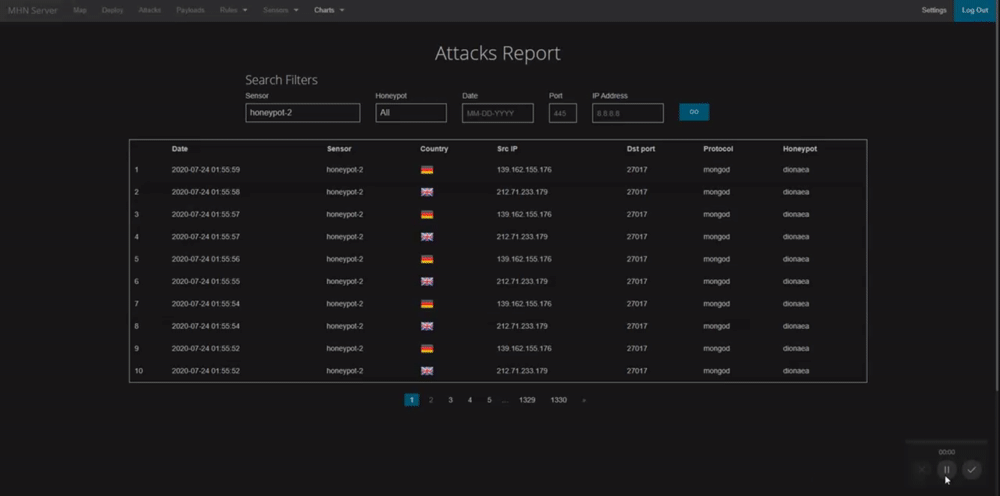 MHN Server Map Deploy Attacks Payloads Rules Sensors Charts Settings Log Out
Attacks Report
Search Filters
Sensor Honeypot Date Port IP Address
honeypot-2 All MM-DD-YYYY 445 8.8.8.8 GO
Date Sensor Country Src IP Dst port Protocol Honeypot
1 2020-07-24 01:55:59 honeypot-2 139.162.155.176 27017 mongod dionaea
2 2020-07-24 01:55:58 honeypot-2 212.71.233.179 27017 mongod dionaea
3 2020-07-24 01:55:57 honeypot-2 139.162.155.176 27017 mongod dionaea
4 2020-07-24 01:55:57 honeypot-2 212.71.233.179 27017 mongod dionaea
5 2020-07-24 01:55:56 honeypot-2 139.162.155.176 27017 mongod dionaea
6 2020-07-24 01:55:55 honeypot-2 212.71.233.179 27017 mongod dionaea
7 2020-07-24 01:55:54 honeypot-2 139.162.155.176 27017 mongod dionaea
8 2020-07-24 01:55:54 honeypot-2 212.71.233.179 27017 mongod dionaea
9 2020-07-24 01:55:52 honeypot-2 139.162.155.176 27017 mongod dionaea
10 2020-07-24 01:55:52 honeypot-2 212.71.233.179 27017 mongod dionaea
1 2 3 4 5 ... 1329 1330 »
00:00